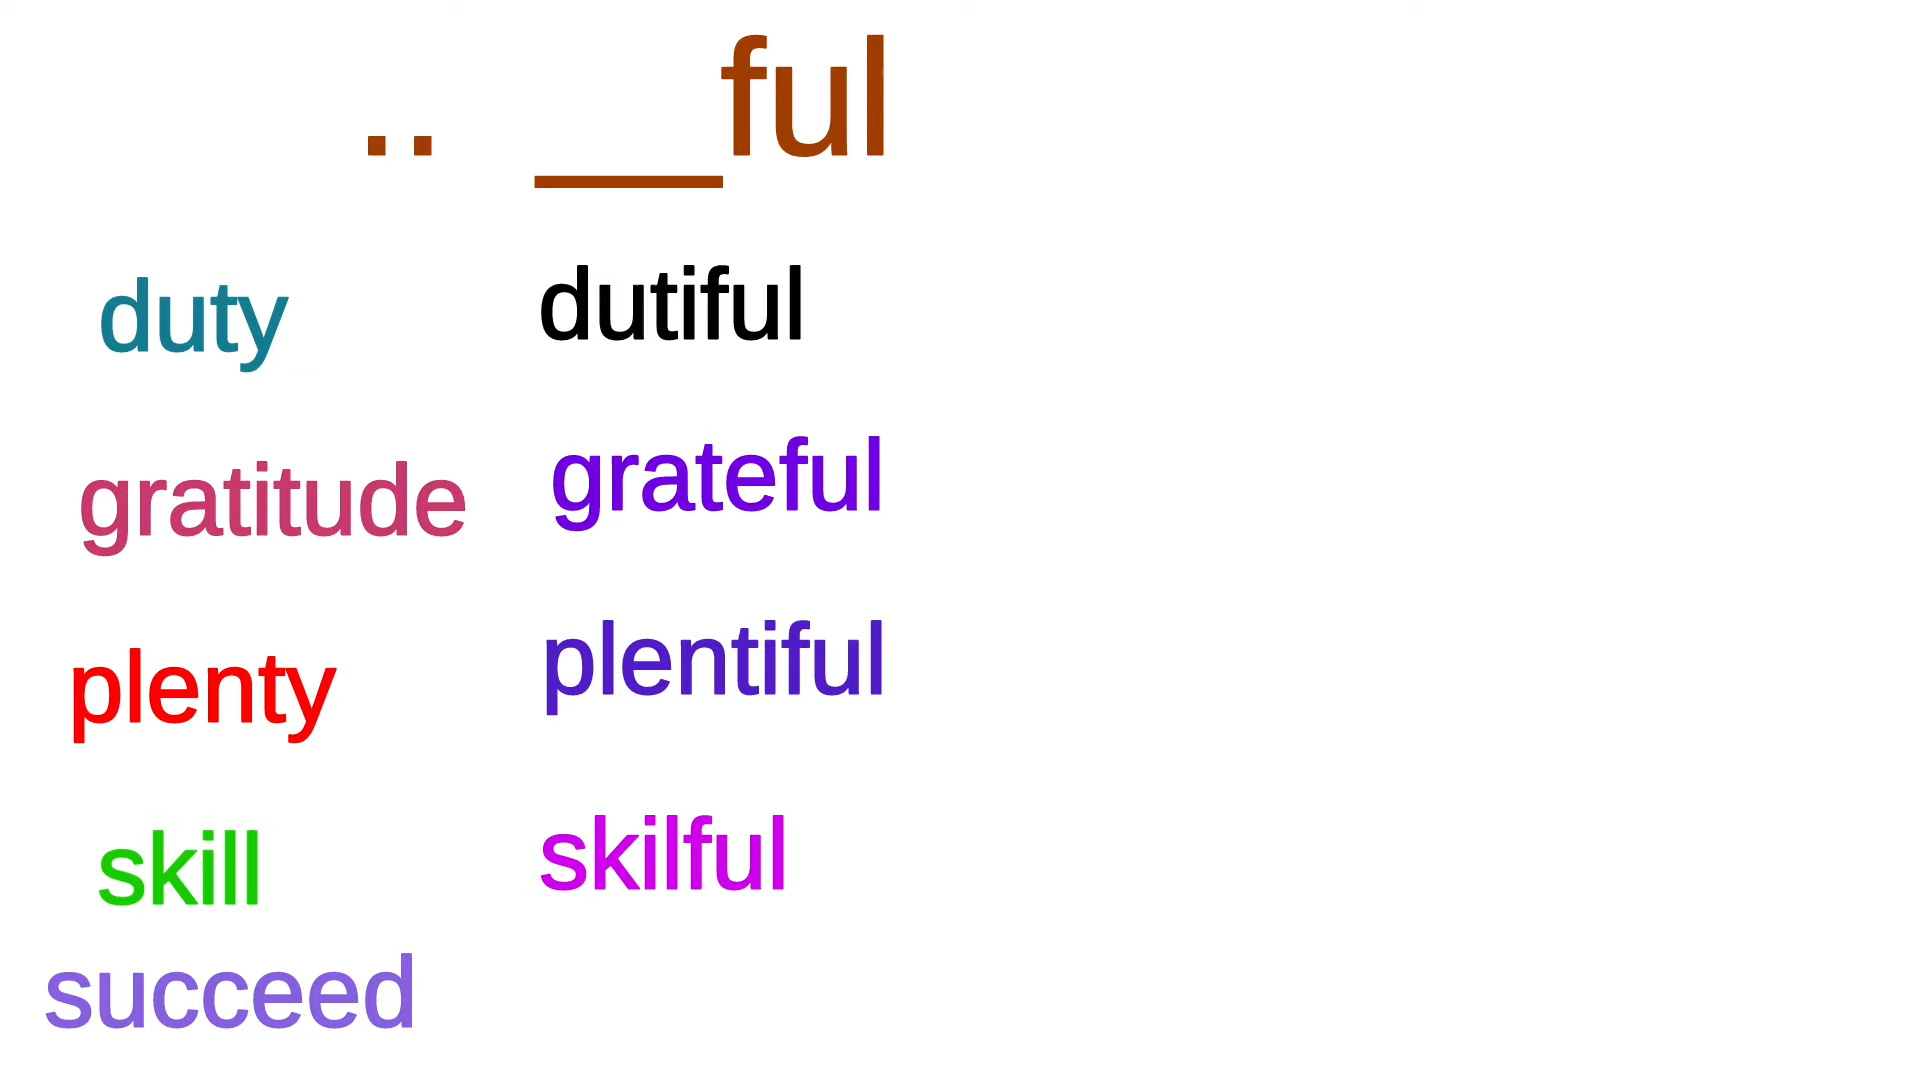 .. __ful
duty dutiful
gratitude grateful
plenty plentiful
skill skilful
succeed